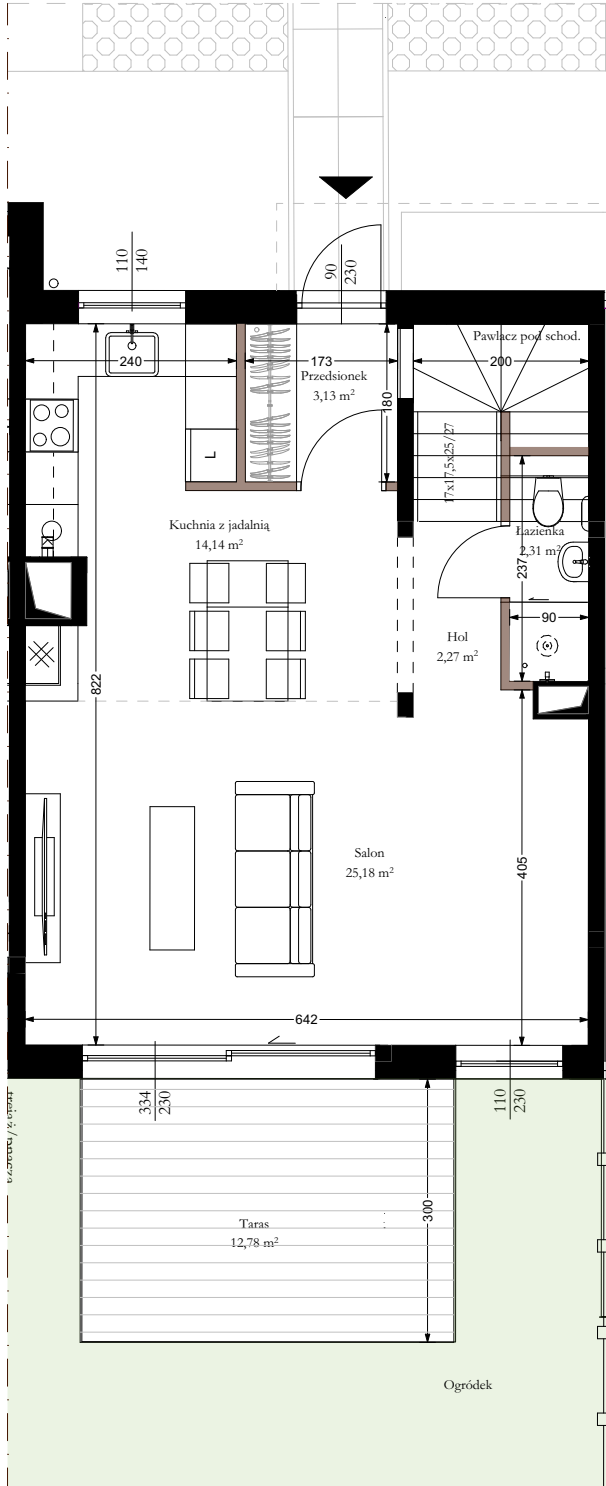 110
140
90
230
Pawlacz pod schod.
240
173
200
Przedsionek
3,13 m²
180
17x17,5x25/27
L
Kuchnia z jadalnią
14,14 m²
Łazienka
2,31 m²
237
90
Hol
2,27 m²
822
Salon
25,18 m²
405
642
334
230
110
230
300
Taras
12,78 m²
Ogródek